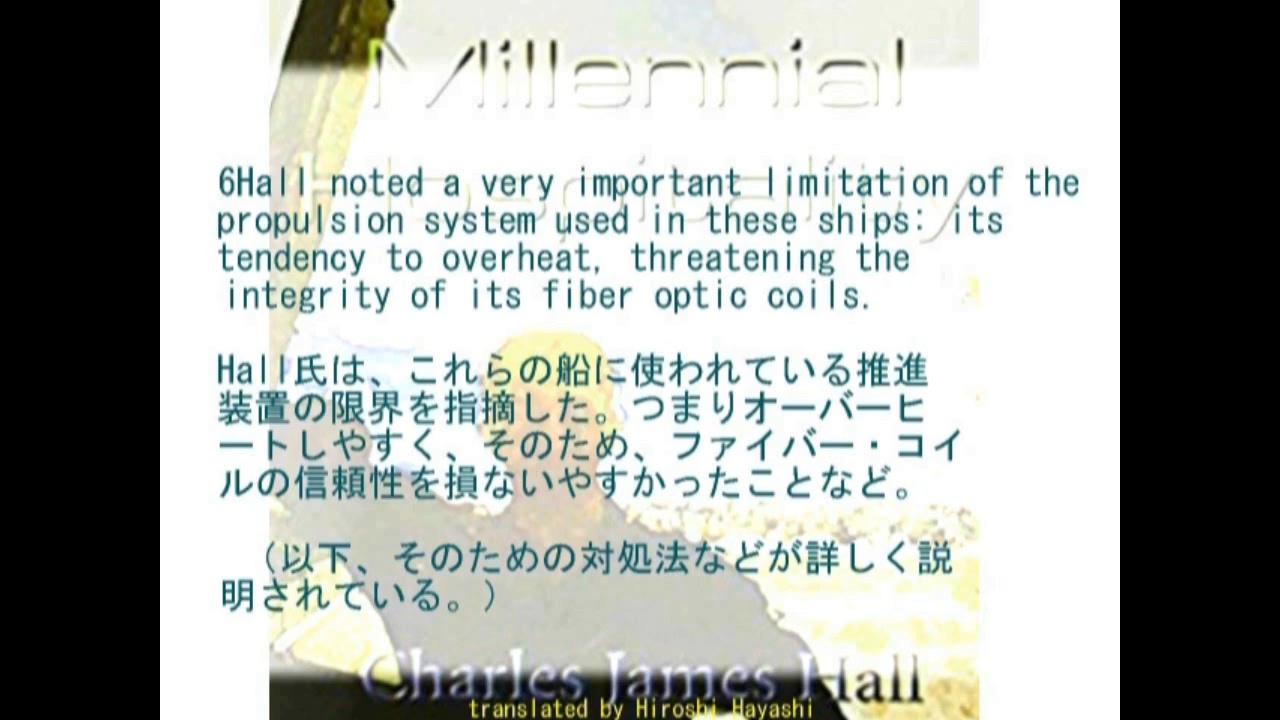 Millennial
Hospitality
6Hall noted a very important limitation of the
propulsion system used in these ships: its
tendency to overheat, threatening the
integrity of its fiber optic coils.
Hall氏は、これらの船に使われている推進
装置の限界を指摘した。つまりオーバーヒ
ートしやすく、そのため、ファイバー・コイ
ルの信頼性を損ないやすかったことなど。
（以下、そのための対処法などが詳しく説
明されている。）
Charles James Hall
translated by Hiroshi Hayashi